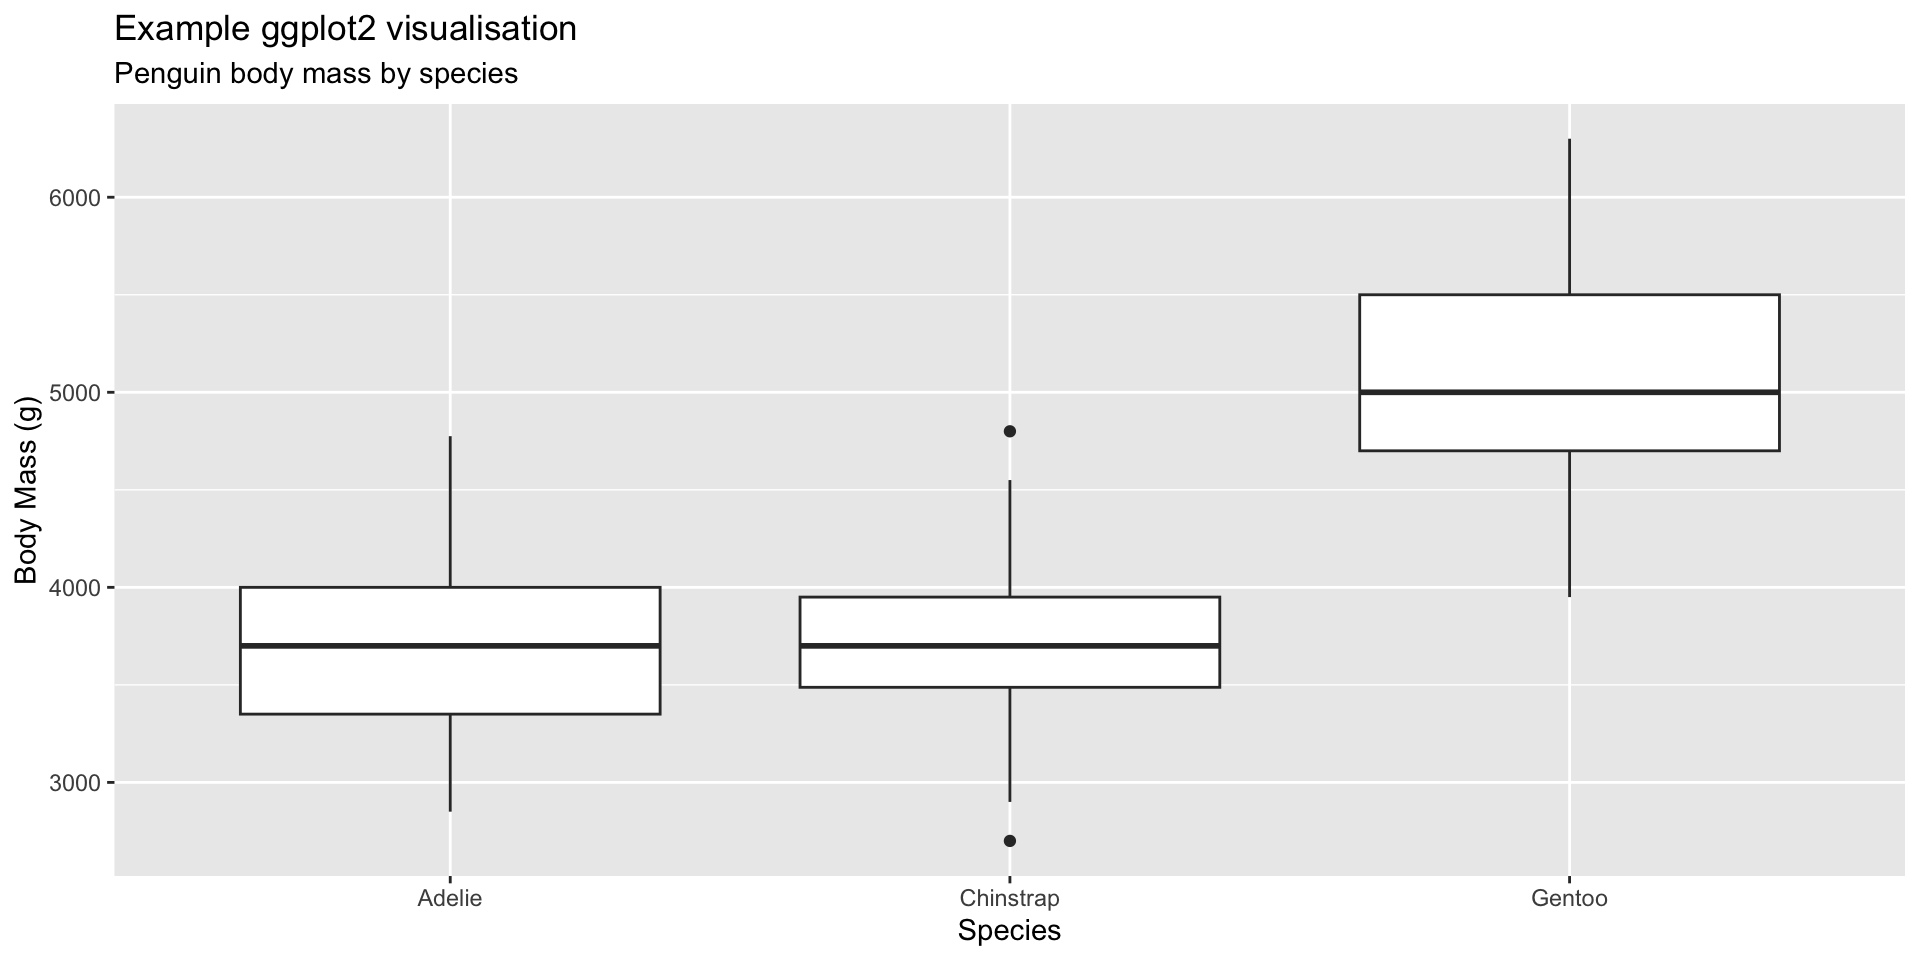 Example ggplot2 visualisation
Penguin body mass by species
Body Mass (g)
6000
5000
4000
3000
Adelie
Chinstrap
Gentoo
Species